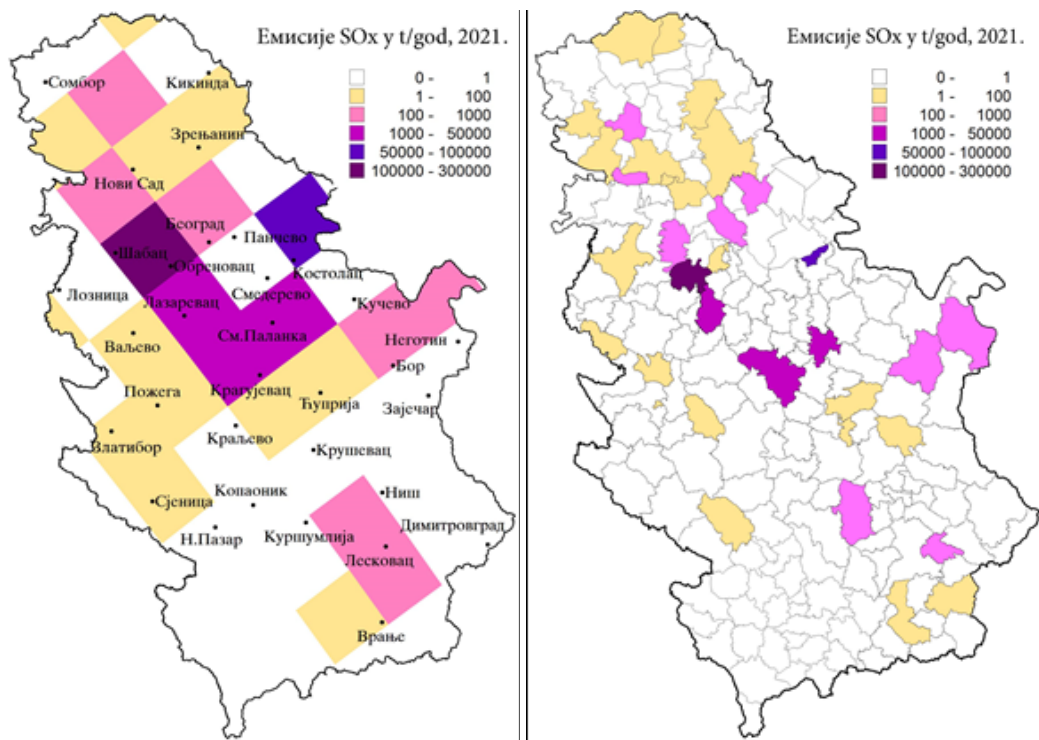 Емисије SOx у t/год, 2021.
0 - 1
1 - 100
100 - 1000
1000 - 50000
50000 - 100000
100000 - 300000
Сомбор
Кикинда
Зрењанин
Нови Сад
Београд
Панчево
Шабац
Обреновац
Костолац
Лозница
Смедерево
Лазаревац
Кучево
См.Паланка
Ваљево
Неготин
Бор
Крагујевац
Пожега
Ћуприја
Зајечар
Златибор
Краљево
Крушевац
Сјеница
Копаоник
Ниш
Н.Пазар
Куршумлија
Димитровград
Лесковац
Врање
Емисије SOx у t/год, 2021.
0 - 1
1 - 100
100 - 1000
1000 - 50000
50000 - 100000
100000 - 300000